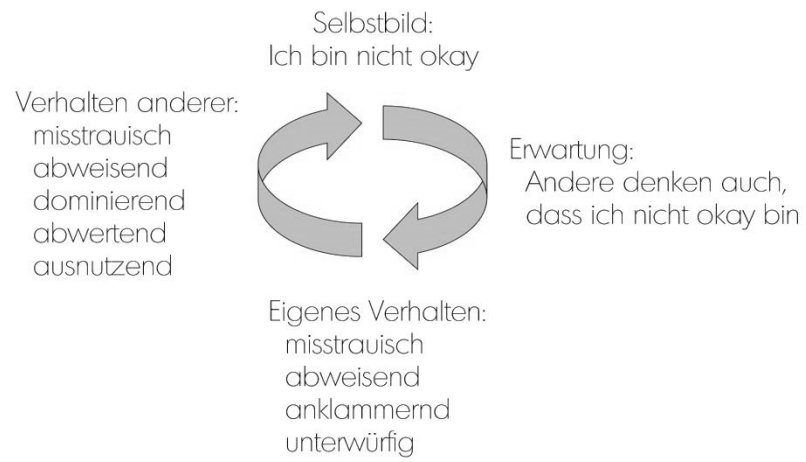 Selbstbild:
Ich bin nicht okay
Verhalten anderer:
misstrauisch
abweisend
dominierend
abwertend
ausnutzend
Erwartung:
Andere denken auch,
dass ich nicht okay bin
Eigenes Verhalten:
misstrauisch
abweisend
anklammernd
unterwürfig